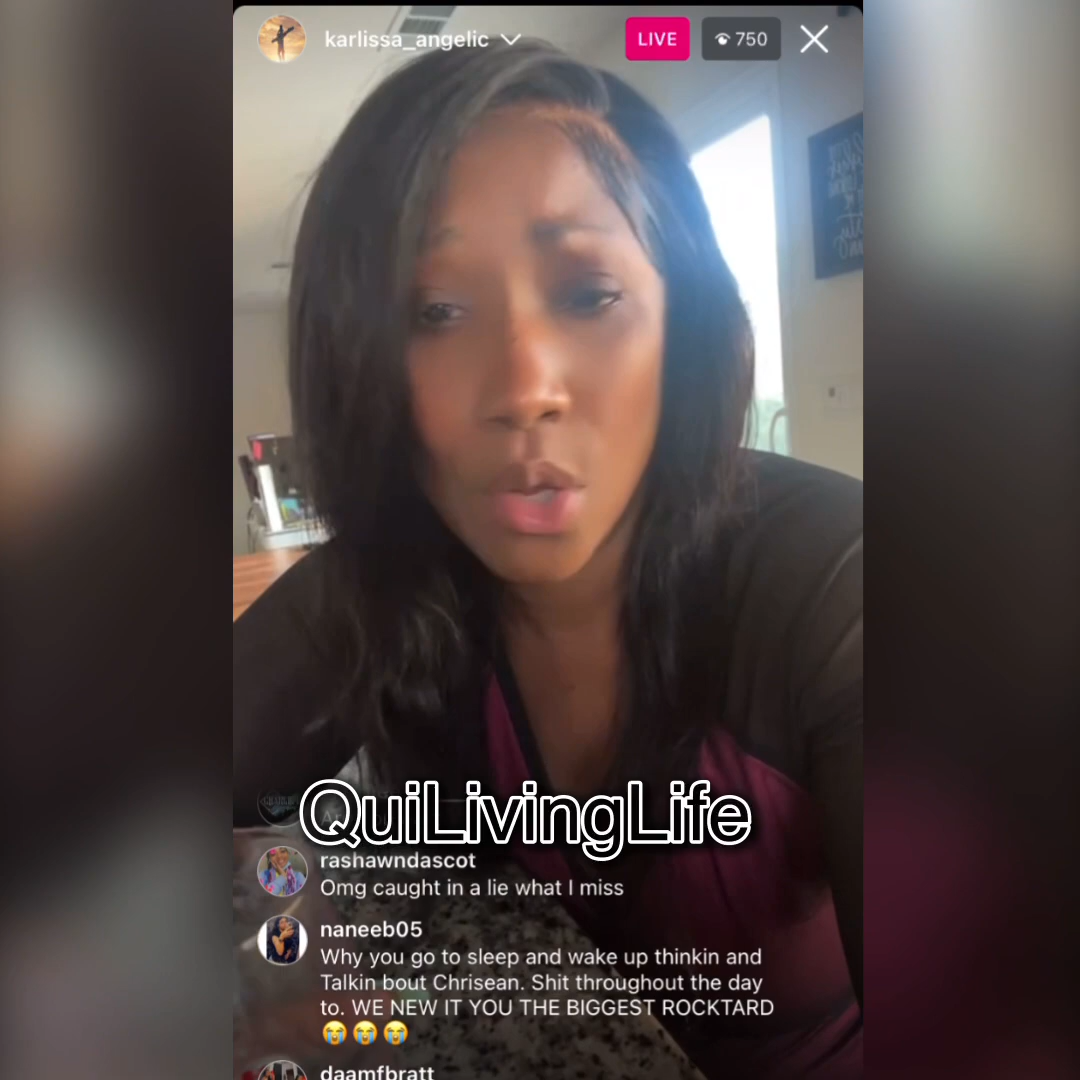 karlissa_angelic
LIVE
750
QuiLivingLife
rashawndascot
Omg caught in a lie what I miss
naneeb05
Why you go to sleep and wake up thinkin and
Talkin bout Chrisean. Shit throughout the day
to. WE NEW IT YOU THE BIGGEST ROCKTARD
😭😭😭
daamfbratt